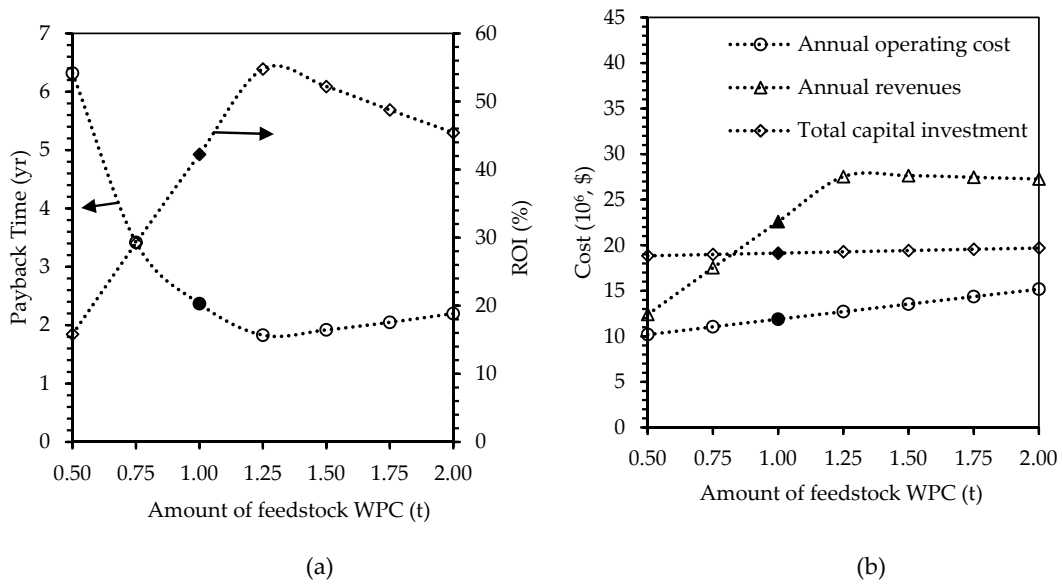 7
6
5
4
3
2
1
0
Payback Time (yr)
60
50
40
30
20
10
0
ROI (%)
0.50 0.75 1.00 1.25 1.50 1.75 2.00
Amount of feedstock WPC (t)
(a)
45
40
35
30
25
20
15
10
5
0
Cost (10⁶, $)
Annual operating cost
Annual revenues
Total capital investment
0.50 0.75 1.00 1.25 1.50 1.75 2.00
Amount of feedstock WPC (t)
(b)